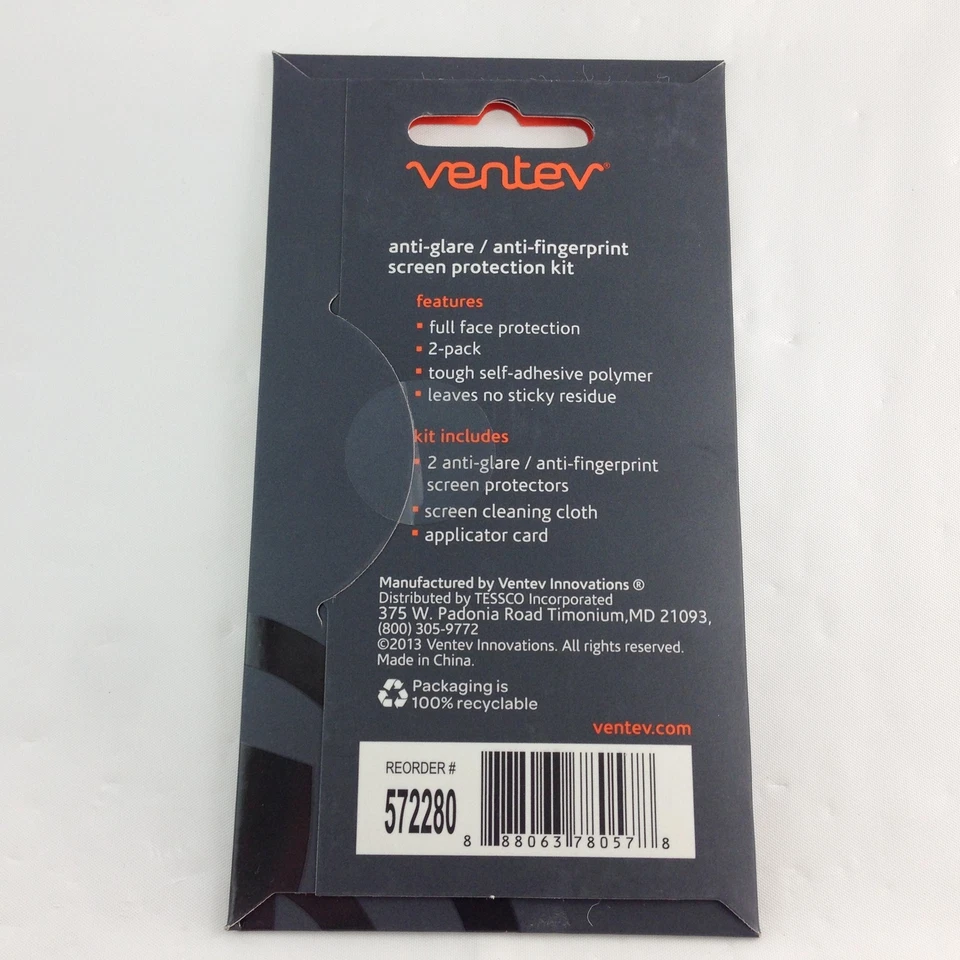 ventev®
anti-glare / anti-fingerprint
screen protection kit
features
▪ full face protection
▪ 2-pack
▪ tough self-adhesive polymer
▪ leaves no sticky residue
kit includes
▪ 2 anti-glare / anti-fingerprint
screen protectors
▪ screen cleaning cloth
▪ applicator card
Manufactured by Ventev Innovations ®
Distributed by TESSCO Incorporated
375 W. Padonia Road Timonium,MD 21093,
(800) 305-9772
©2013 Ventev Innovations. All rights reserved.
Made in China.
Packaging is
100% recyclable
ventev.com
REORDER #
572280
8 88063 78057 8